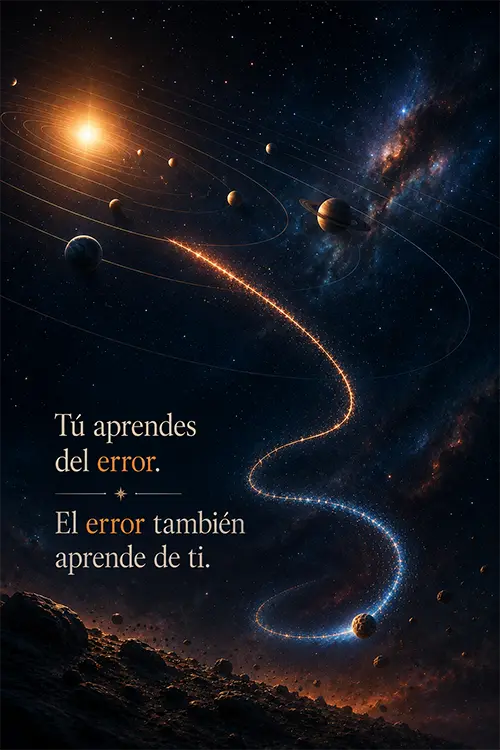 Tú aprendes
del error.
El error también
aprende de ti.